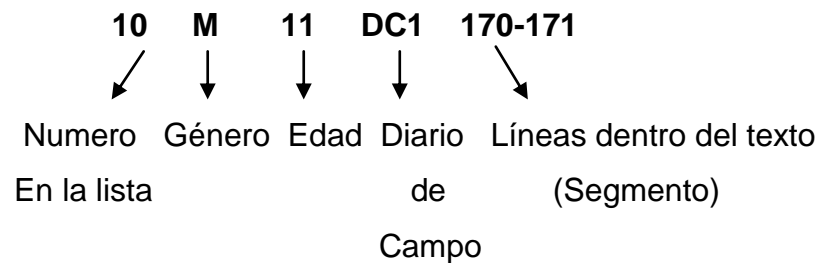 10 M 11 DC1 170-171
Numero Género Edad Diario Líneas dentro del texto
En la lista de (Segmento)
Campo